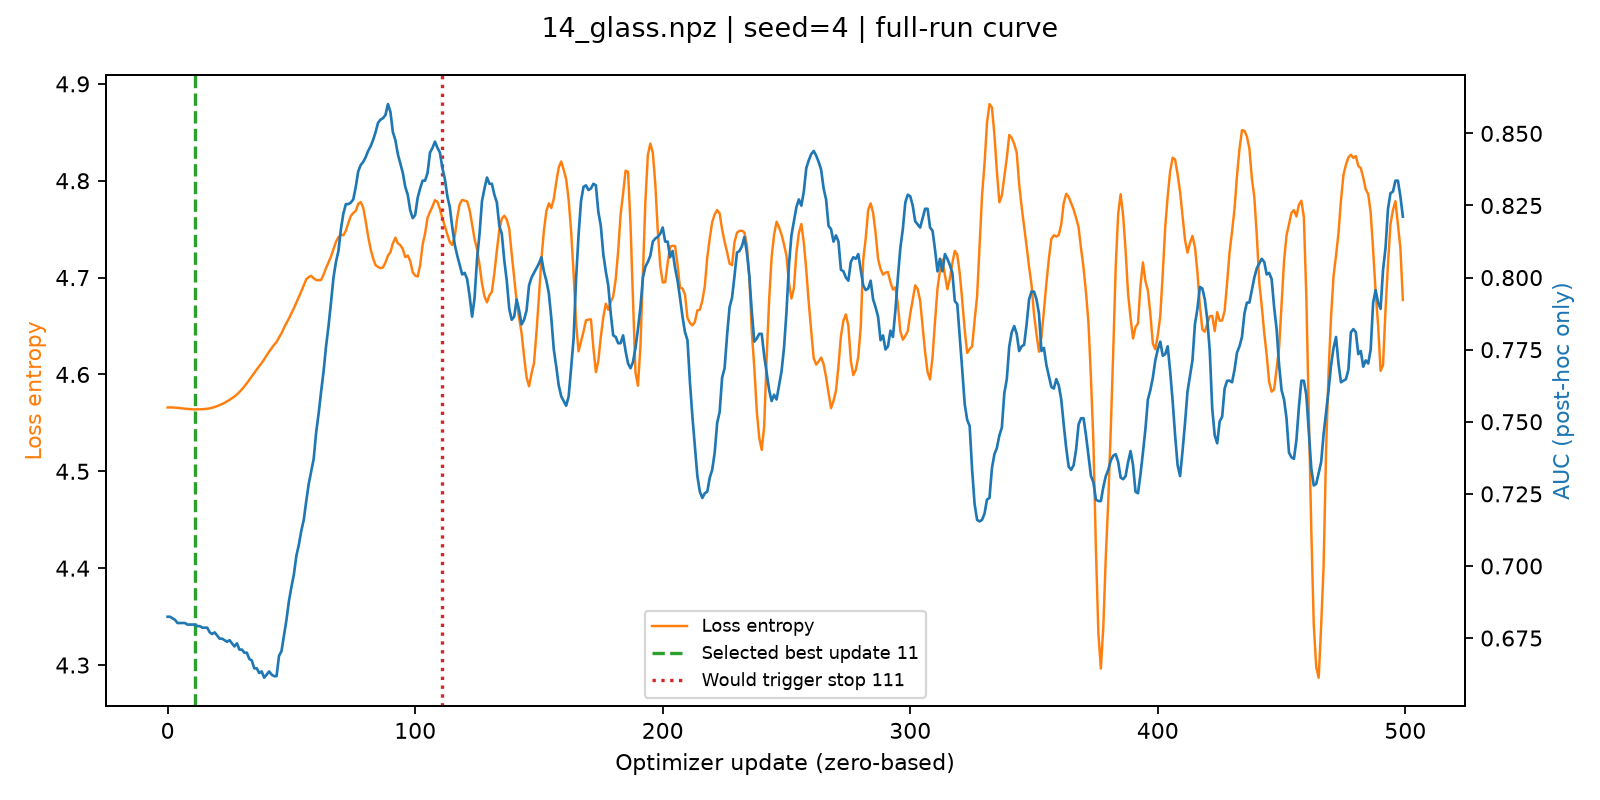 14_glass.npz | seed=4 | full-run curve
4.9
4.8
4.7
4.6
4.5
4.4
4.3
Loss entropy
0.850
0.825
0.800
0.775
0.750
0.725
0.700
0.675
AUC (post-hoc only)
Loss entropy
Selected best update 11
Would trigger stop 111
0 100 200 300 400 500
Optimizer update (zero-based)